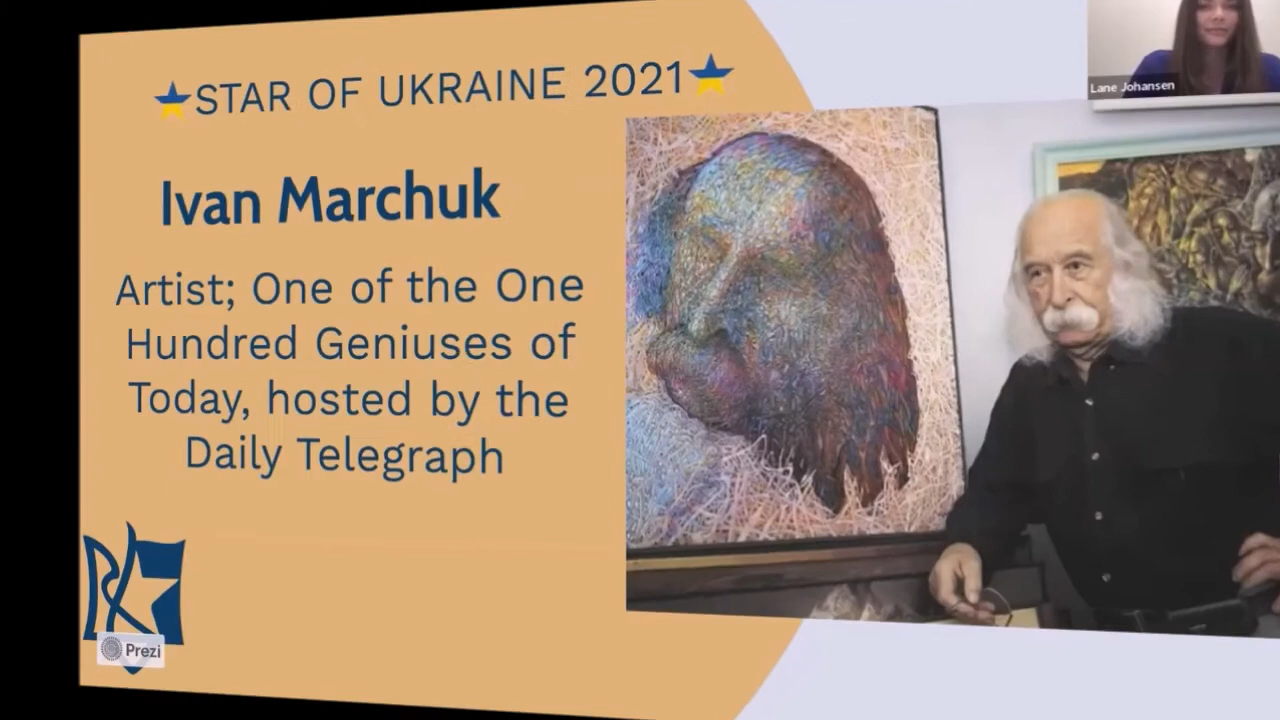 STAR OF UKRAINE 2021
Lane Johansen
Ivan Marchuk
Artist; One of the One
Hundred Geniuses of
Today, hosted by the
Daily Telegraph
Prezi